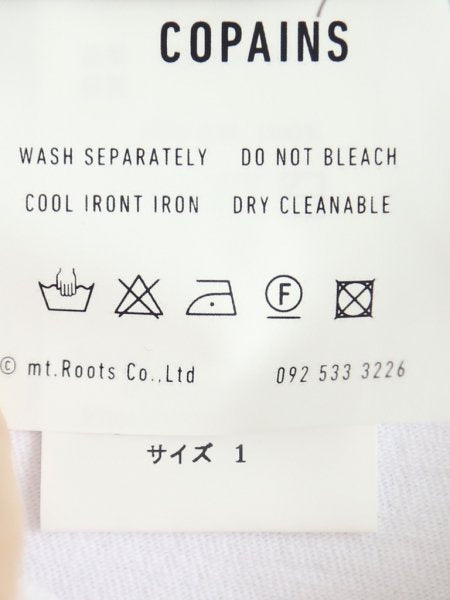 COPAINS
WASH SEPARATELY DO NOT BLEACH
COOL IRONT IRON DRY CLEANABLE
F
© mt.Roots Co.,Ltd 092 533 3226
サイズ 1